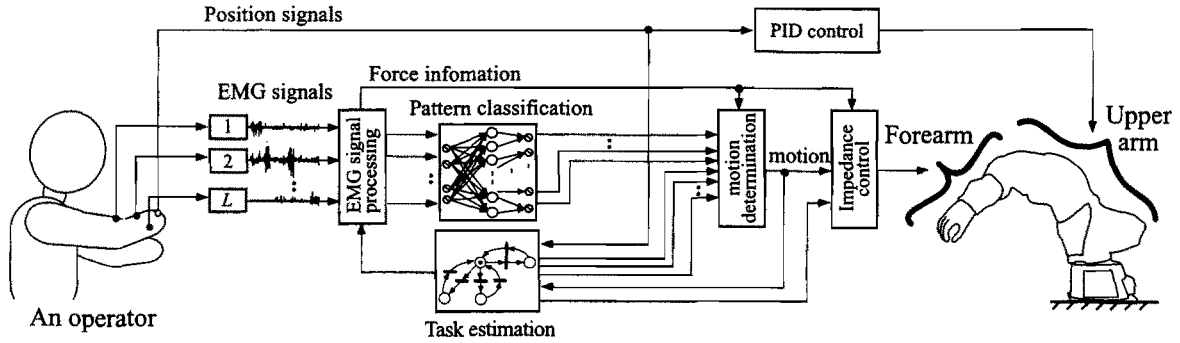 Position signals
PID control
Force infomation
EMG signals
Pattern classification
Upper
arm
Forearm
1
2
L
EMG signal
processing
motion
determination
motion
Impedance
control
An operator
Task estimation